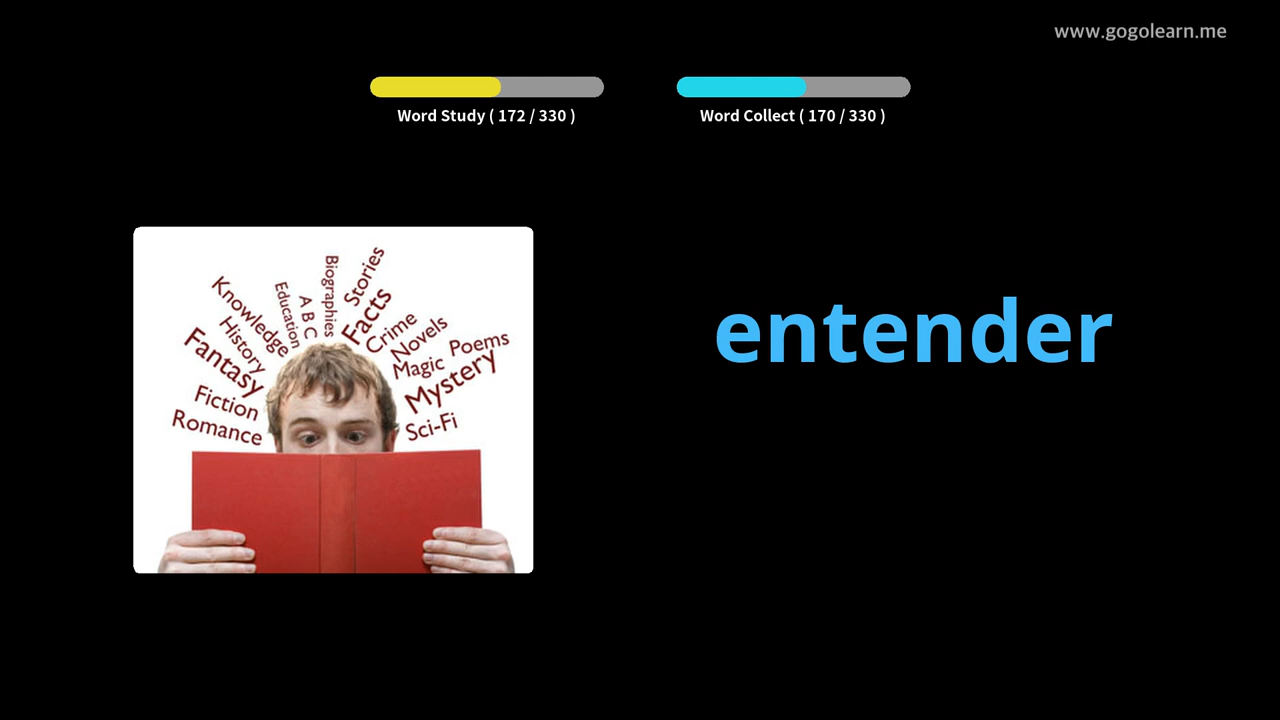 www.gogolearn.me
Word Study ( 172 / 330 )
Word Collect ( 170 / 330 )
Stories
Biographies
Facts
A B C
Education
Knowledge
History
Crime
Novels
Poems
Magic
Mystery
Fantasy
Fiction
Romance
Sci-Fi
entender